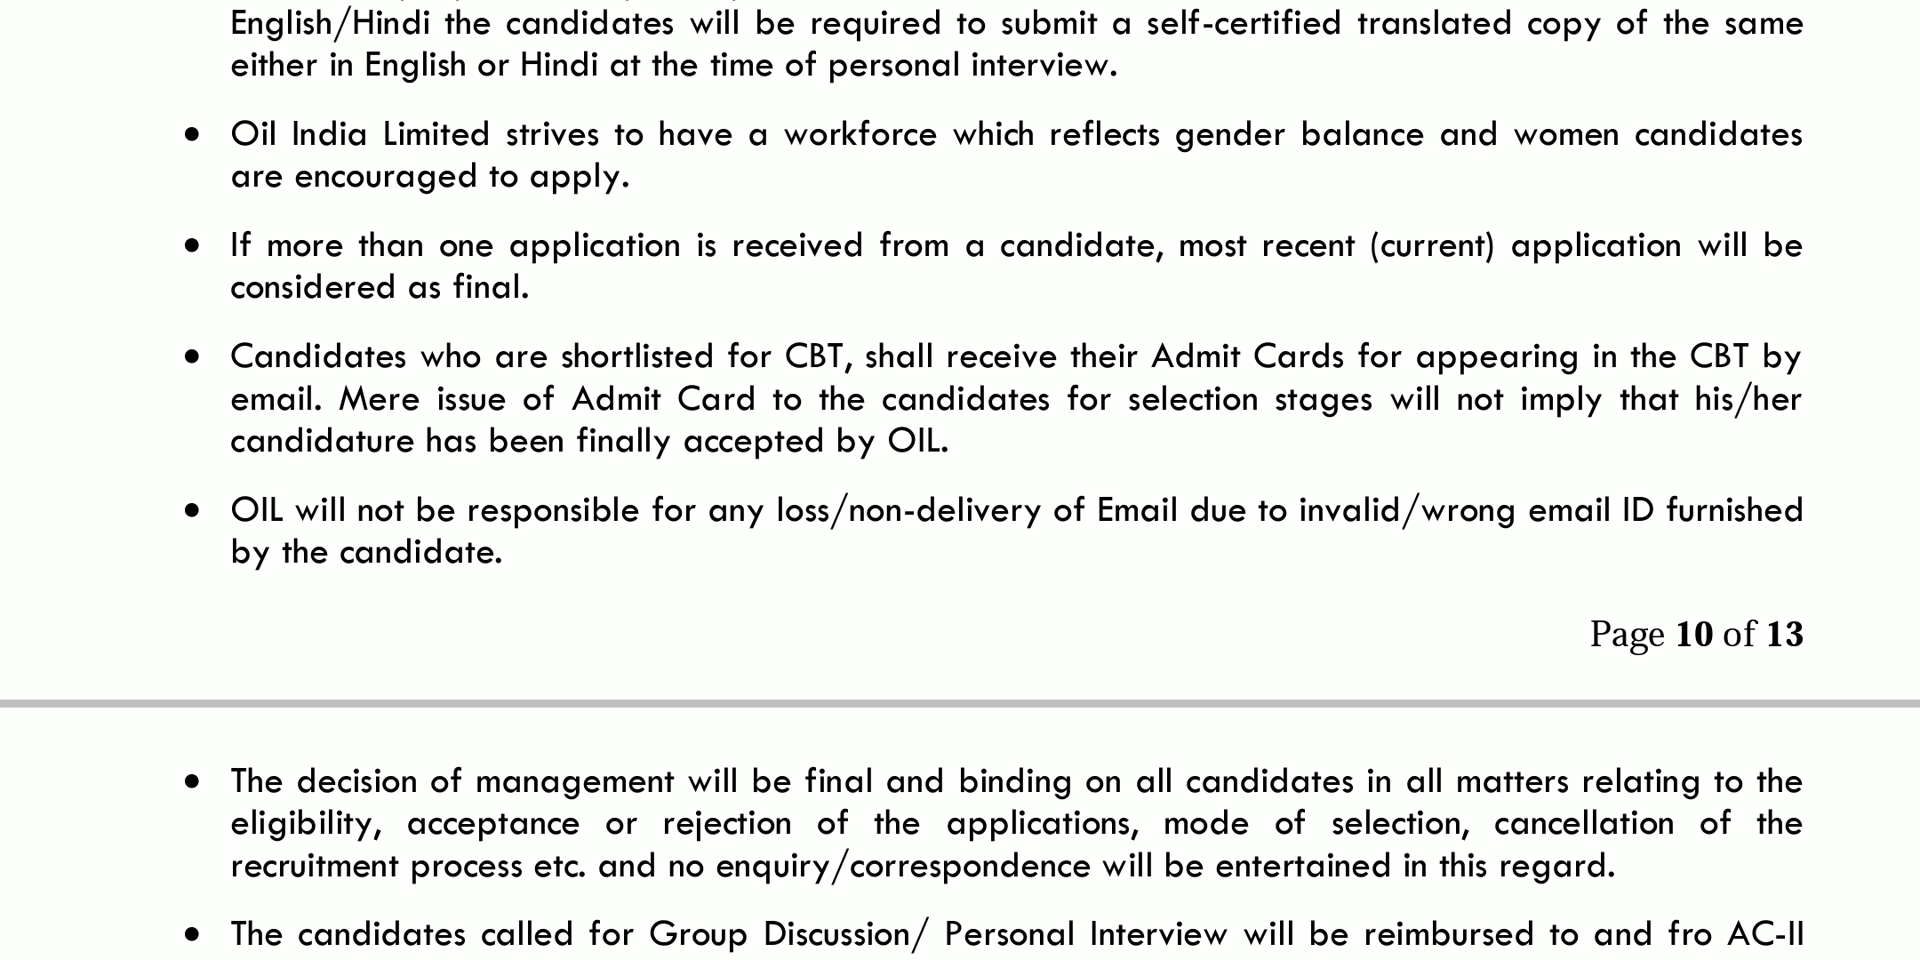 English/Hindi the candidates will be required to submit a self-certified translated copy of the same
either in English or Hindi at the time of personal interview.
• Oil India Limited strives to have a workforce which reflects gender balance and women candidates
are encouraged to apply.
• If more than one application is received from a candidate, most recent (current) application will be
considered as final.
• Candidates who are shortlisted for CBT, shall receive their Admit Cards for appearing in the CBT by
email. Mere issue of Admit Card to the candidates for selection stages will not imply that his/her
candidature has been finally accepted by OIL.
• OIL will not be responsible for any loss/non-delivery of Email due to invalid/wrong email ID furnished
by the candidate.
Page 10 of 13
• The decision of management will be final and binding on all candidates in all matters relating to the
eligibility, acceptance or rejection of the applications, mode of selection, cancellation of the
recruitment process etc. and no enquiry/correspondence will be entertained in this regard.
• The candidates called for Group Discussion/ Personal Interview will be reimbursed to and fro AC-II